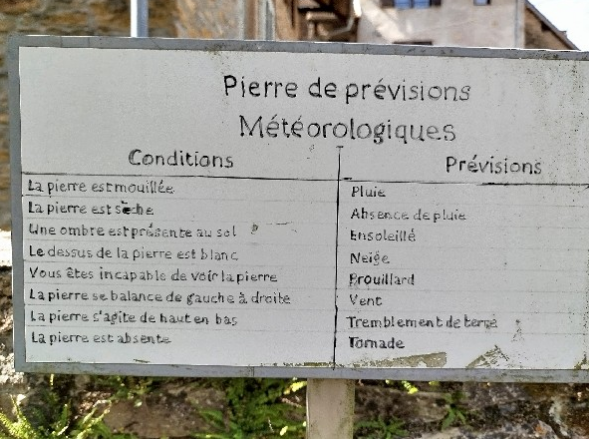 Pierre de prévisions
Météorologiques
Conditions Prévisions
La pierre est mouillée Pluie
La pierre est sèche Absence de pluie
Une ombre est présente au sol Ensoleillé
Le dessus de la pierre est blanc Neige
Vous êtes incapable de voir la pierre Brouillard
La pierre se balance de gauche à droite Vent
La pierre s'agite de haut en bas Tremblement de terre
La pierre est absente Tornade